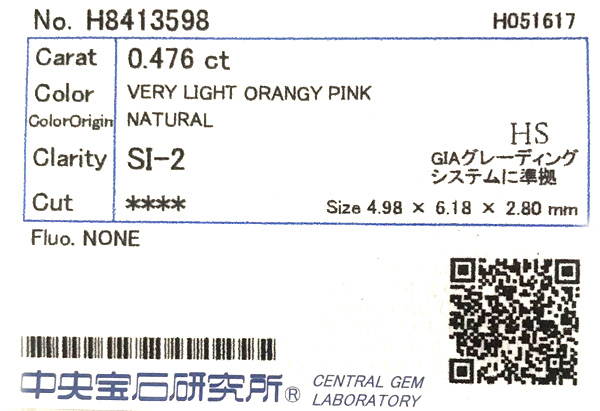 No. H8413598 H051617
Carat 0.476 ct
Color VERY LIGHT ORANGY PINK
ColorOrigin NATURAL
HS
Clarity SI-2 GIAグレーディング
システムに準拠
Cut **** Size 4.98 × 6.18 × 2.80 mm
Fluo. NONE
中央宝石研究所® CENTRAL GEM
LABORATORY